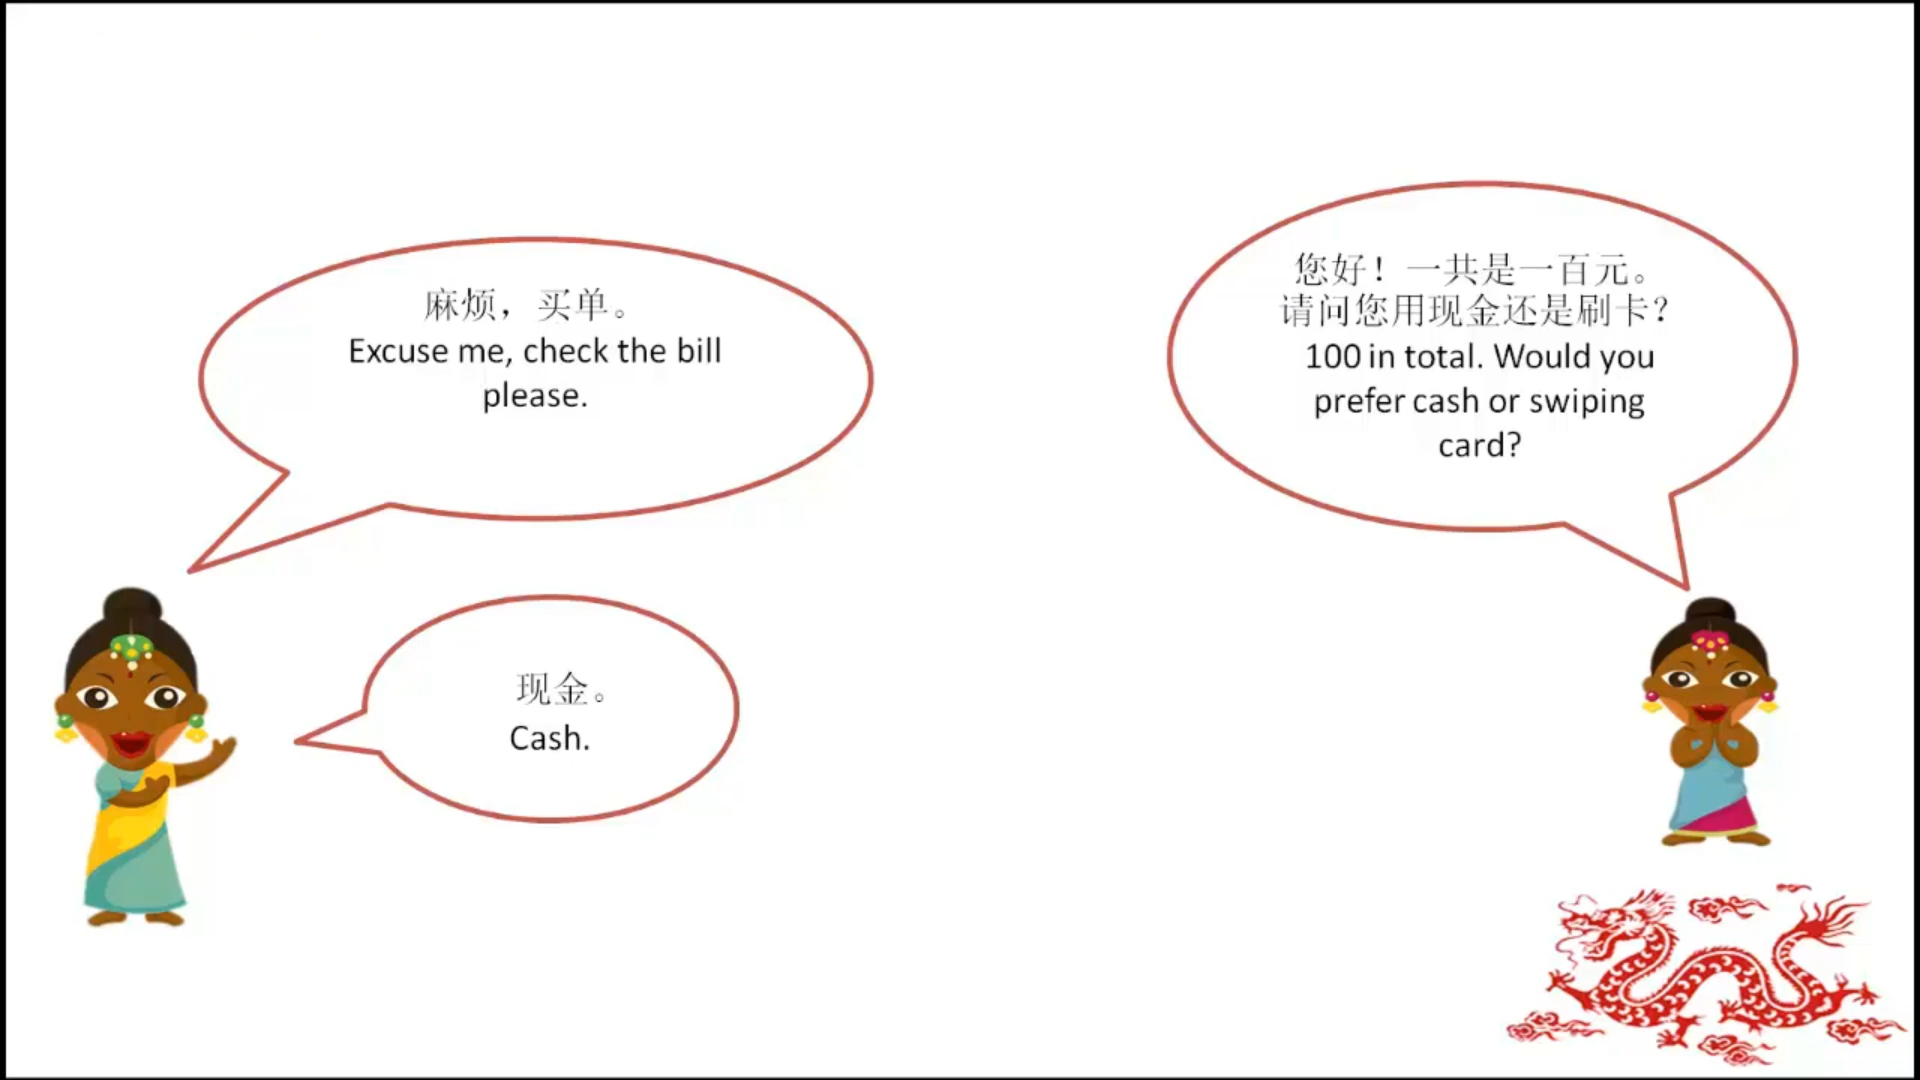 麻烦，买单。
Excuse me, check the bill
please.
您好！一共是一百元。
请问您用现金还是刷卡？
100 in total. Would you
prefer cash or swiping
card?
现金。
Cash.